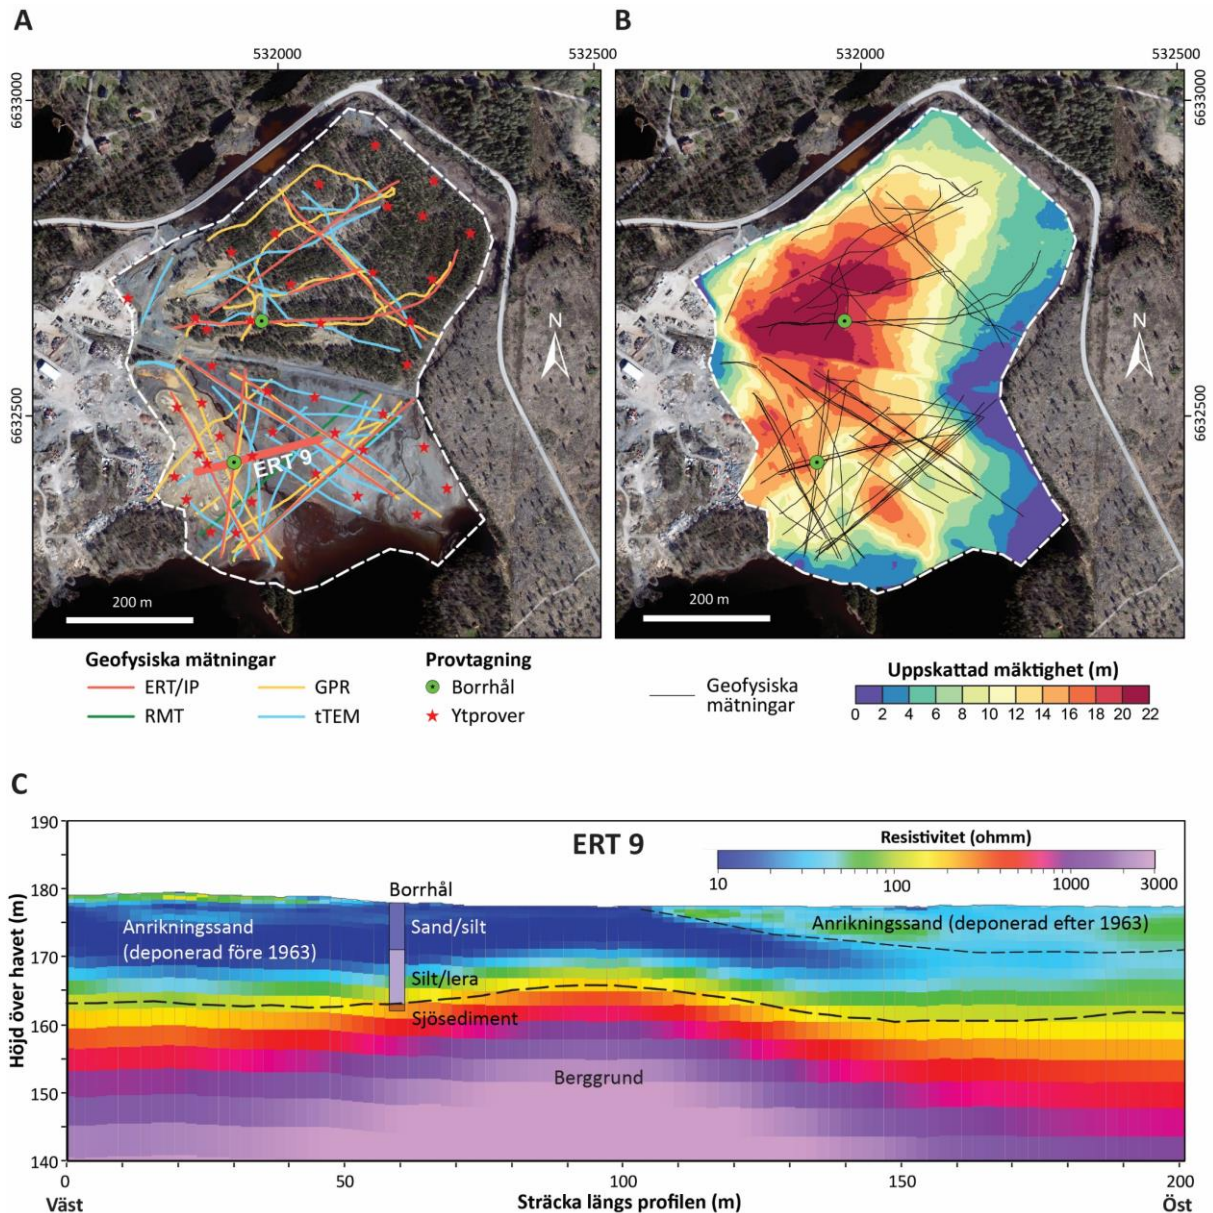 A
B
532000
532500
532000
532500
6633000
6632500
6633000
6632500
N
N
ERT 9
200 m
200 m
Geofysiska mätningar
Provtagning
ERT/IP
GPR
Borrhål
RMT
tTEM
Ytprover
Geofysiska
mätningar
Uppskattad mäktighet (m)
0 2 4 6 8 10 12 14 16 18 20 22
C
ERT 9
Resistivitet (ohmm)
10 100 1000 3000
Höjd över havet (m)
190
180
170
160
150
140
Borrhål
Anrikningssand
(deponerad före 1963)
Sand/silt
Anrikningssand (deponerad efter 1963)
Silt/lera
Sjösediment
Berggrund
0 50 100 150 200
Väst
Sträcka längs profilen (m)
Öst